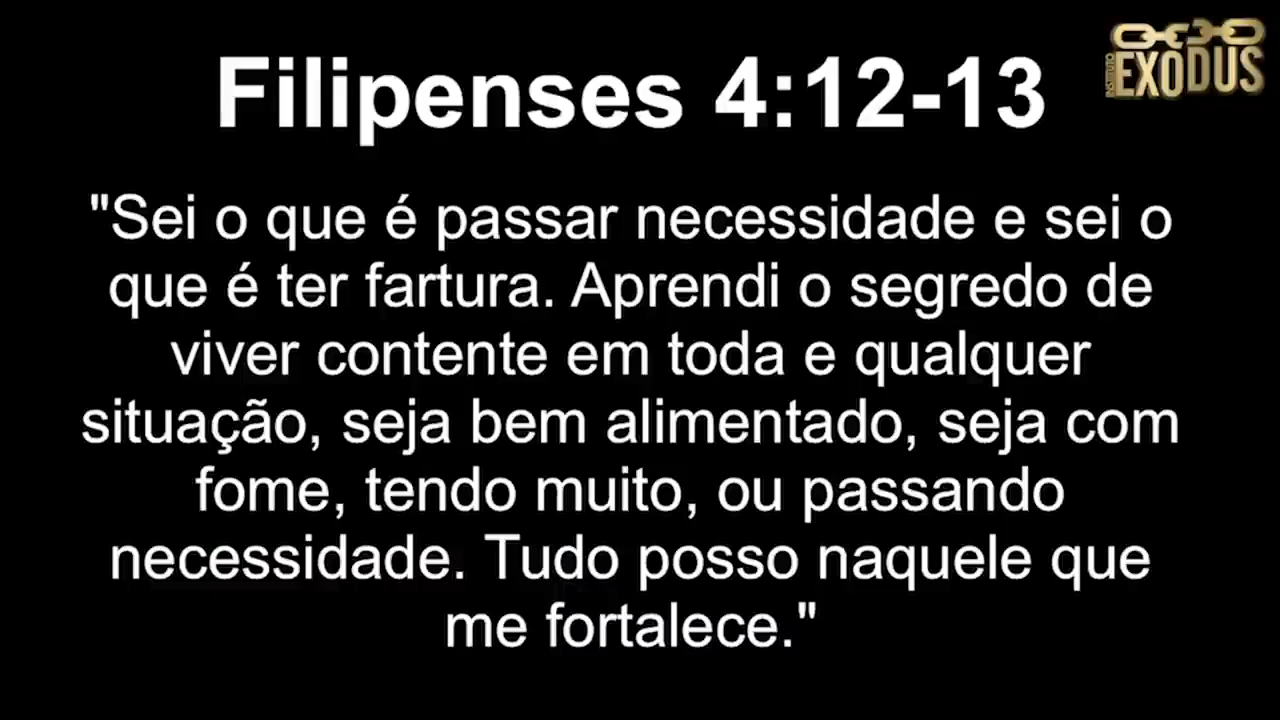 INSTITUTO
EXODUS
Filipenses 4:12-13
"Sei o que é passar necessidade e sei o
que é ter fartura. Aprendi o segredo de
viver contente em toda e qualquer
situação, seja bem alimentado, seja com
fome, tendo muito, ou passando
necessidade. Tudo posso naquele que
me fortalece."